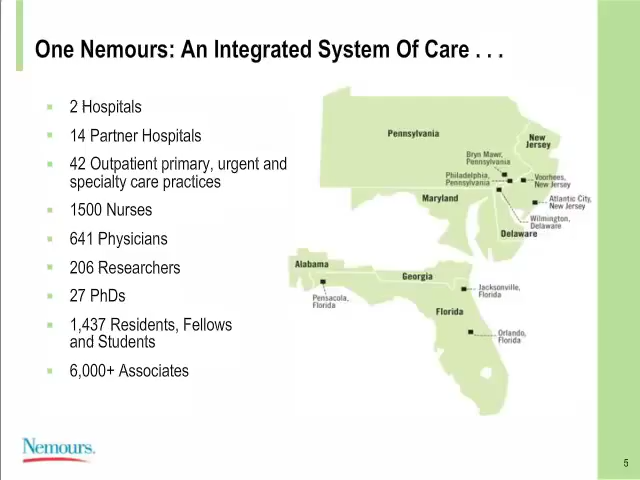 One Nemours: An Integrated System Of Care . . .
2 Hospitals
14 Partner Hospitals
42 Outpatient primary, urgent and
specialty care practices
1500 Nurses
641 Physicians
206 Researchers
27 PhDs
1,437 Residents, Fellows
and Students
6,000+ Associates
Pennsylvania
New
Jersey
Bryn Mawr,
Pennsylvania
Philadelphia,
Pennsylvania
Voorhees,
New Jersey
Maryland
Atlantic City,
New Jersey
Wilmington,
Delaware
Delaware
Alabama
Georgia
Pensacola,
Florida
Jacksonville,
Florida
Florida
Orlando,
Florida
Nemours.
5